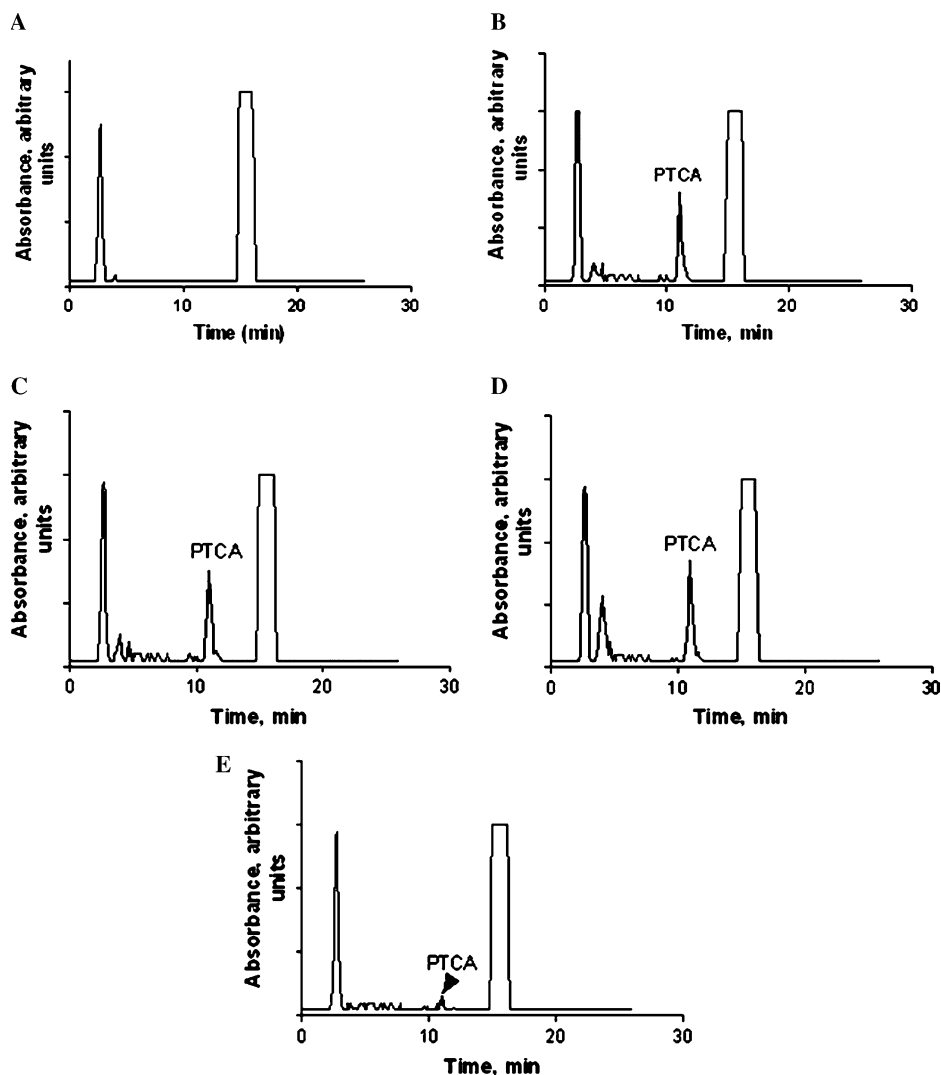 A
Absorbance, arbitrary
units
0
10
20
30
Time (min)
B
Absorbance, arbitrary
units
PTCA
0
10
20
30
Time, min
C
Absorbance, arbitrary
units
PTCA
0
10
20
30
Time, min
D
Absorbance, arbitrary
units
PTCA
0
10
20
30
Time, min
E
Absorbance, arbitrary
units
PTCA
0
10
20
30
Time, min